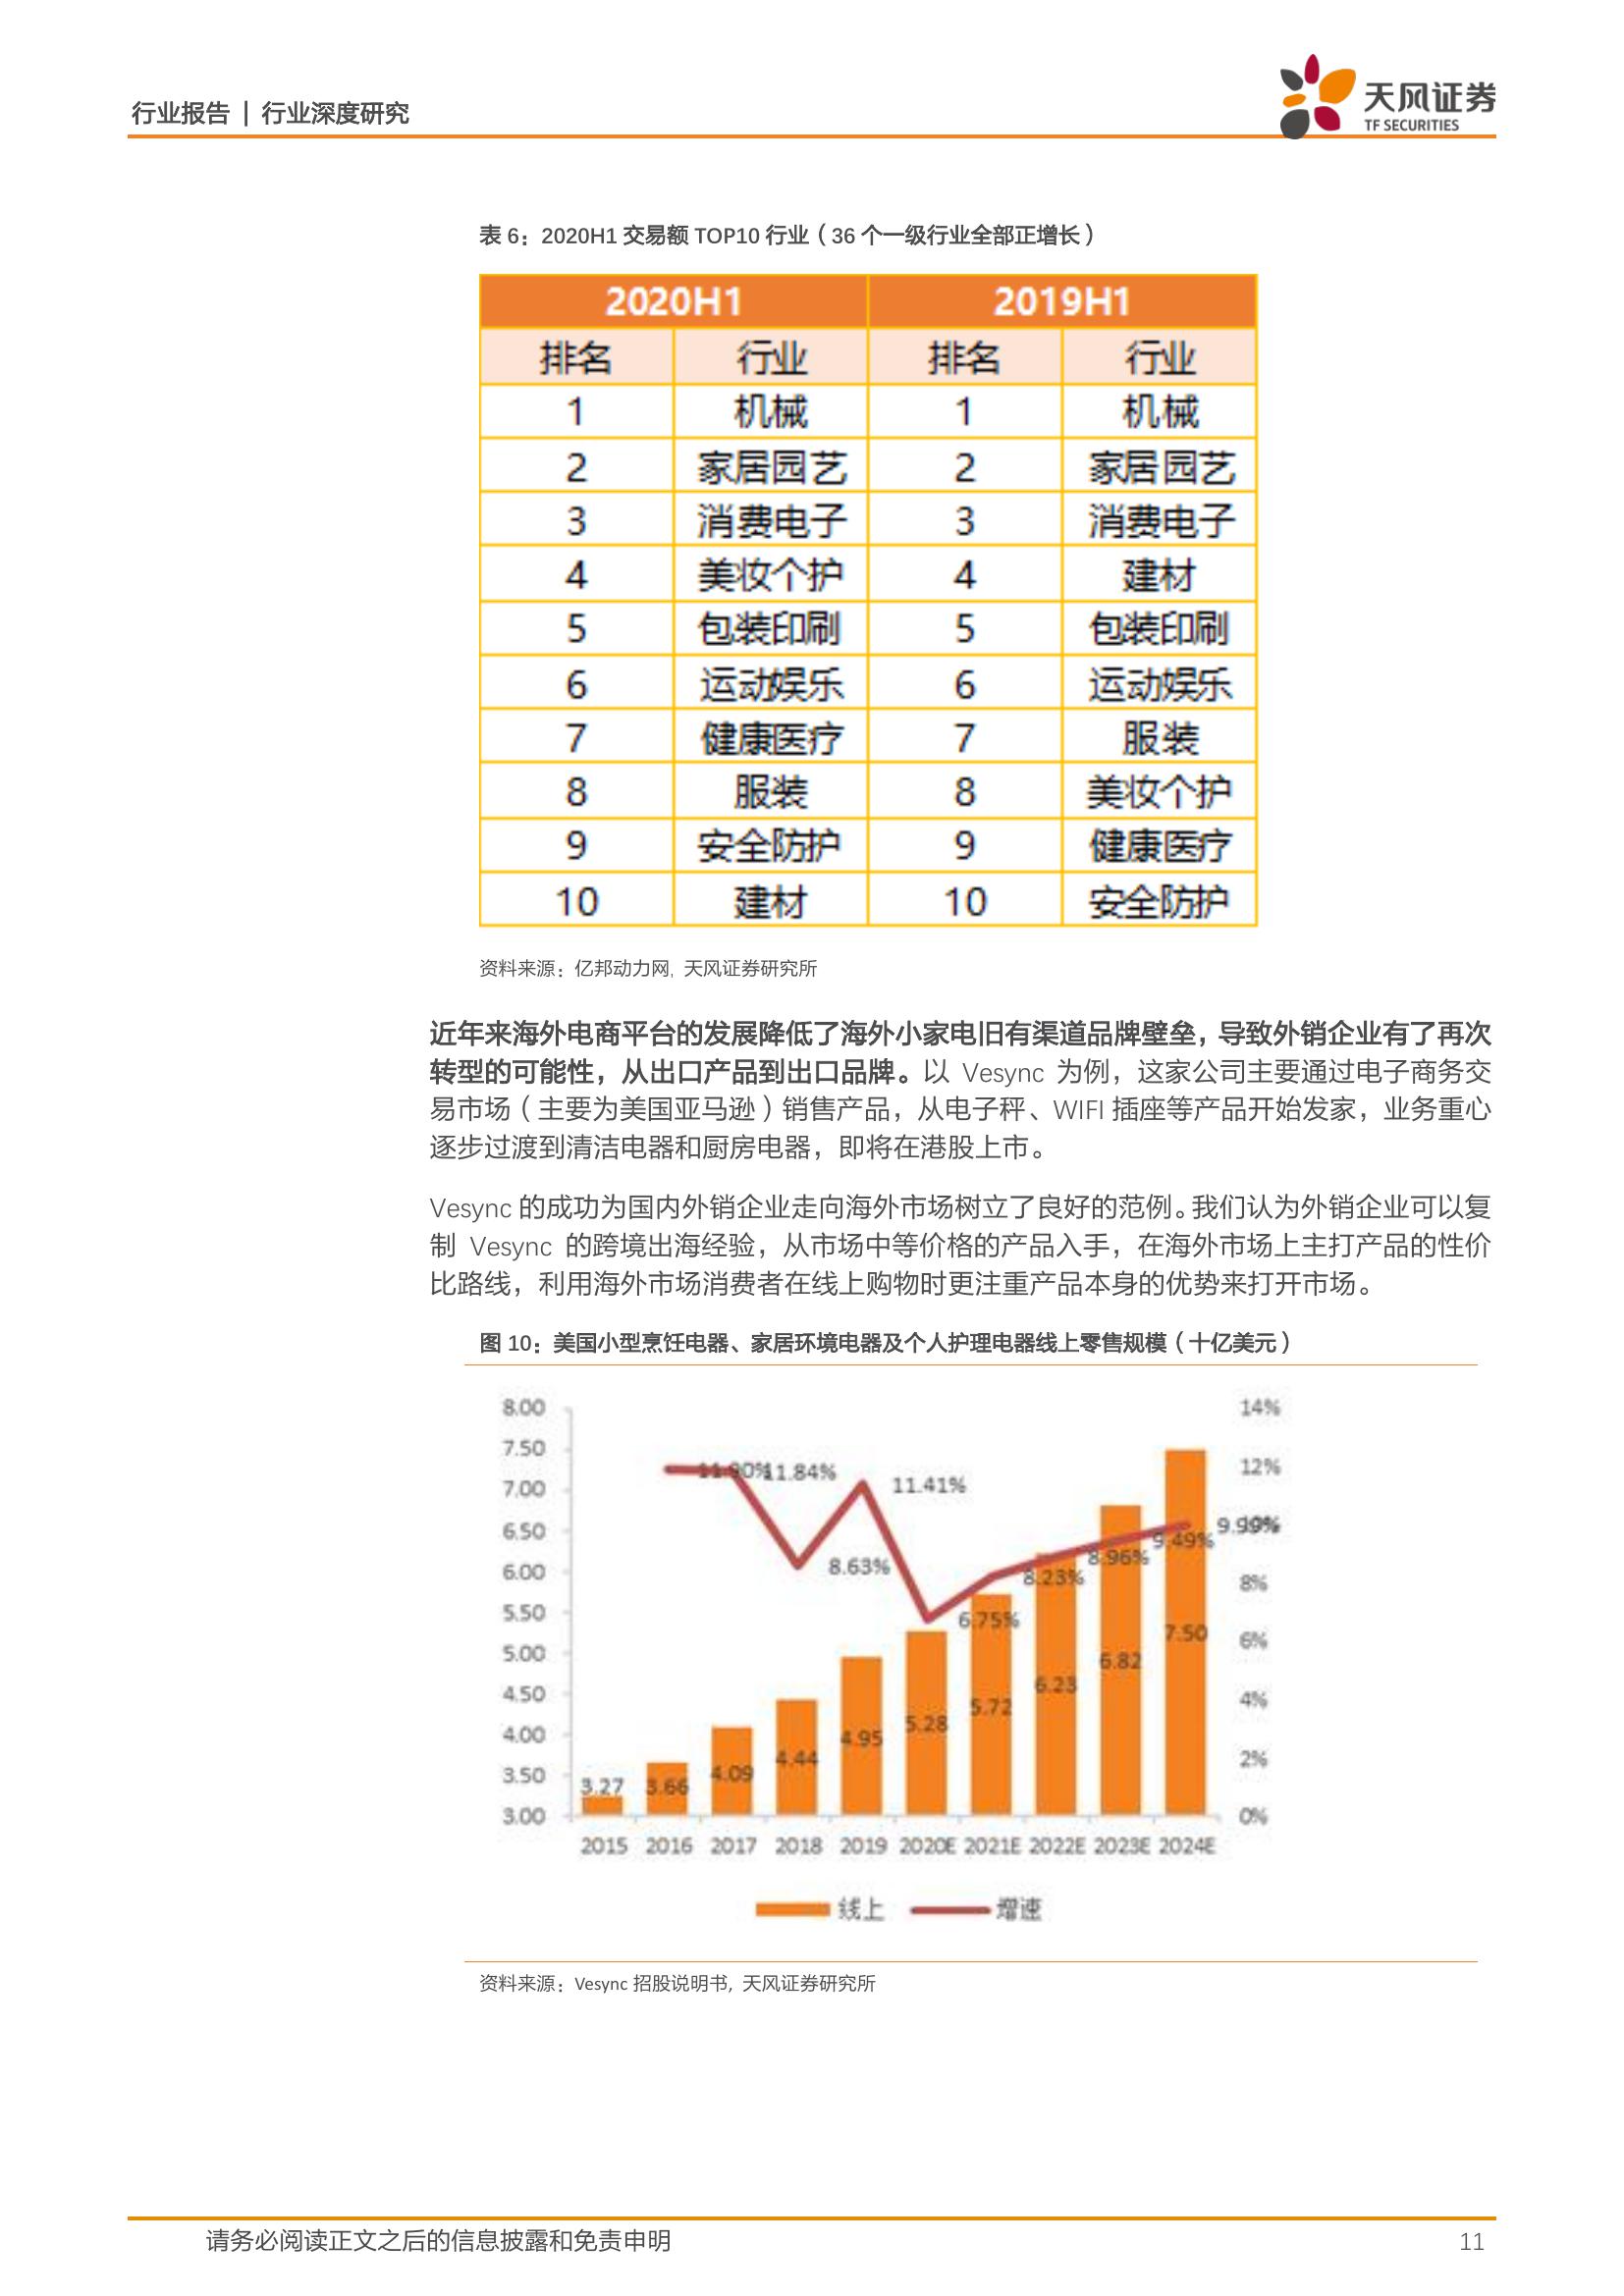 行业报告 | 行业深度研究
天风证券
TF SECURITIES
表 6：2020H1 交易额 TOP10 行业（36 个一级行业全部正增长）
2020H1 2019H1
排名 行业 排名 行业
1 机械 1 机械
2 家居园艺 2 家居园艺
3 消费电子 3 消费电子
4 美妆个护 4 建材
5 包装印刷 5 包装印刷
6 运动娱乐 6 运动娱乐
7 健康医疗 7 服装
8 服装 8 美妆个护
9 安全防护 9 健康医疗
10 建材 10 安全防护
资料来源：亿邦动力网，天风证券研究所
近年来海外电商平台的发展降低了海外小家电旧有渠道品牌壁垒，导致外销企业有了再次
转型的可能性，从出口产品到出口品牌。以 Vesync 为例，这家公司主要通过电子商务交
易市场（主要为美国亚马逊）销售产品，从电子秤、WIFI 插座等产品开始发家，业务重心
逐步过渡到清洁电器和厨房电器，即将在港股上市。
Vesync 的成功为国内外销企业走向海外市场树立了良好的范例。我们认为外销企业可以复
制 Vesync 的跨境出海经验，从市场中等价格的产品入手，在海外市场上主打产品的性价
比路线，利用海外市场消费者在线上购物时更注重产品本身的优势来打开市场。
图 10：美国小型烹饪电器、家居环境电器及个人护理电器线上零售规模（十亿美元）
8.00 14%
7.50 12%
7.00 10%
6.50 8%
6.00 6%
5.50 4%
5.00 2%
4.50 0%
4.00
3.50
3.00
11.90% 11.84% 8.63% 11.41% 6.75% 8.23% 8.96% 9.49% 9.99%
3.27 3.66 4.09 4.44 4.95 5.28 5.72 6.23 6.82 7.50
2015 2016 2017 2018 2019 2020E 2021E 2022E 2023E 2024E
线上 增速
资料来源：Vesync 招股说明书，天风证券研究所
请务必阅读正文之后的信息披露和免责申明 11